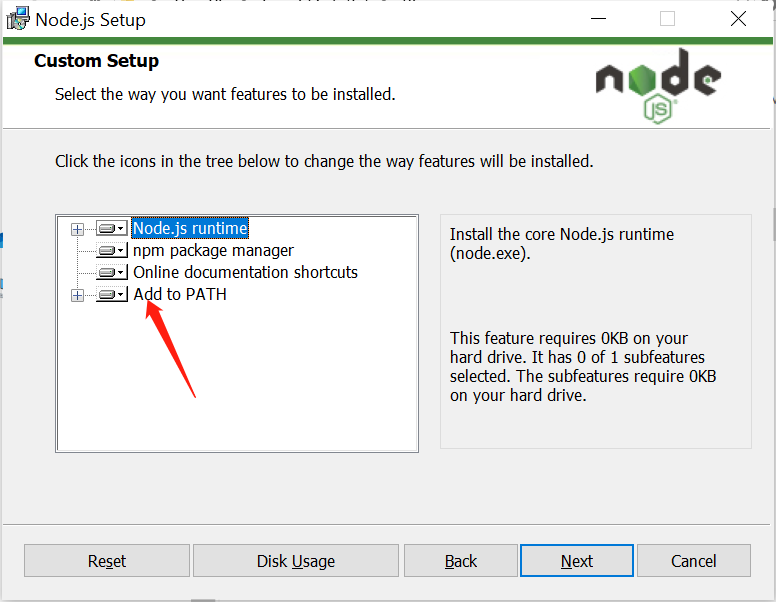 Node.js Setup
Custom Setup
Select the way you want features to be installed.
node
JS
Click the icons in the tree below to change the way features will be installed.
Node.js runtime
npm package manager
Online documentation shortcuts
Add to PATH
Install the core Node.js runtime
(node.exe).
This feature requires 0KB on your
hard drive. It has 0 of 1 subfeatures
selected. The subfeatures require 0KB
on your hard drive.
Reset
Disk Usage
Back
Next
Cancel